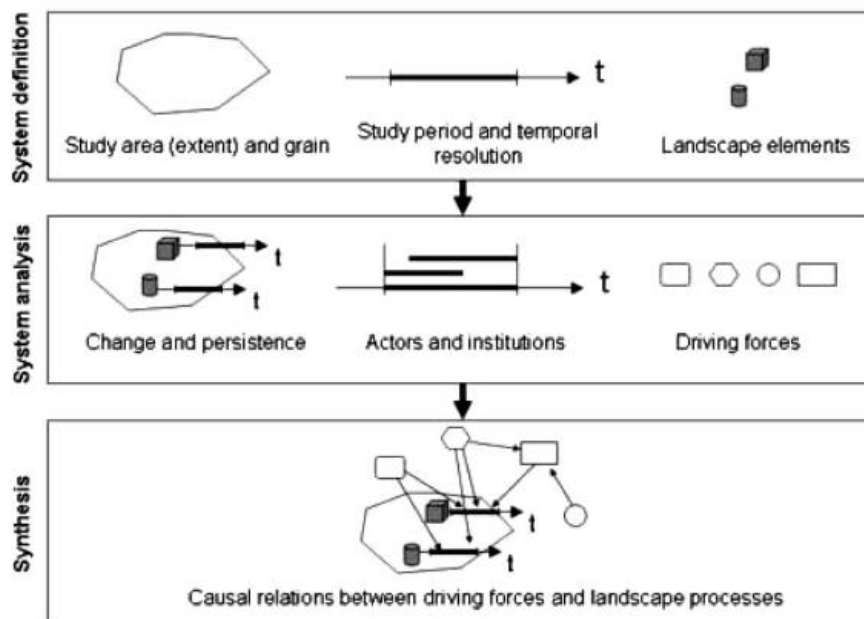 System definition
t
Study area (extent) and grain
Study period and temporal
resolution
Landscape elements
System analysis
t
t
t
Change and persistence
Actors and institutions
Driving forces
Synthesis
t
t
Causal relations between driving forces and landscape processes